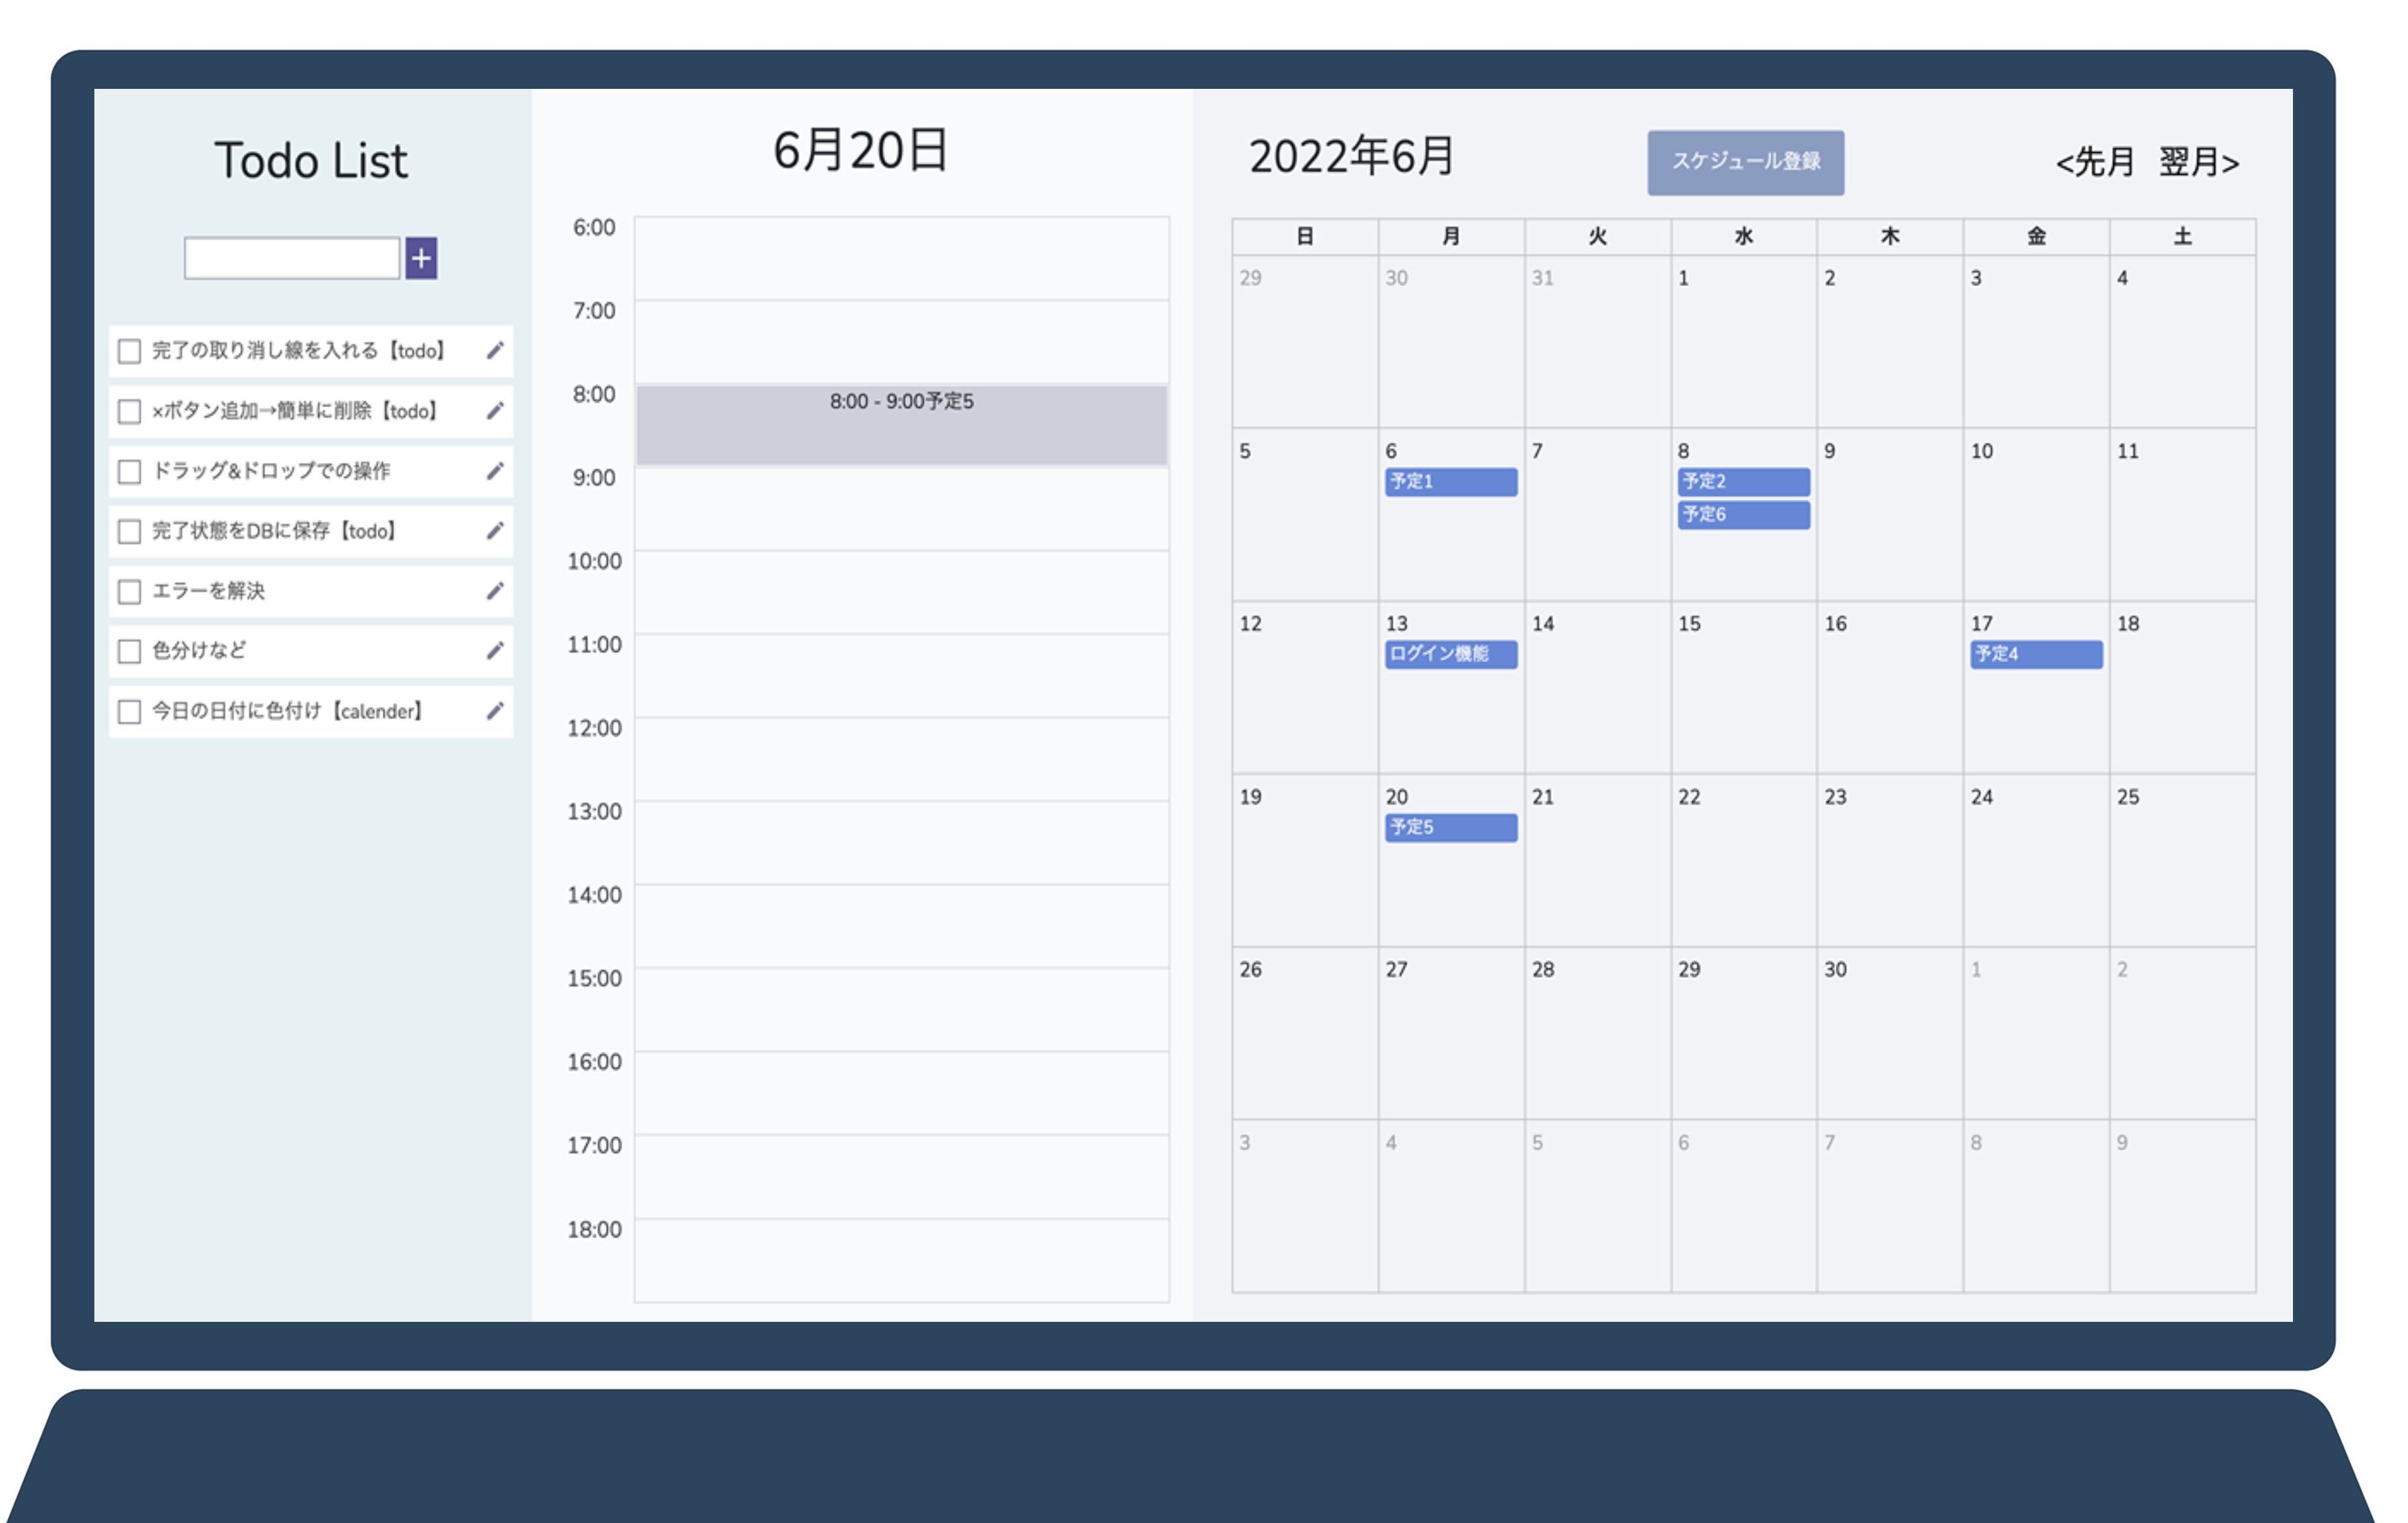 Todo List
+
完了の取り消し線を入れる【todo】
×ボタン追加→簡単に削除【todo】
ドラッグ&ドロップでの操作
完了状態をDBに保存【todo】
エラーを解決
色分けなど
今日の日付に色付け【calender】
6月20日
6:00
7:00
8:00
8:00 - 9:00予定5
9:00
10:00
11:00
12:00
13:00
14:00
15:00
16:00
17:00
18:00
2022年6月
スケジュール登録
<先月 翌月>
日 月 火 水 木 金 土
29 30 31 1 2 3 4
5 6 7 8 9 10 11
予定1 予定2
予定6
12 13 14 15 16 17 18
ログイン機能 予定4
19 20 21 22 23 24 25
予定5
26 27 28 29 30 1 2
3 4 5 6 7 8 9